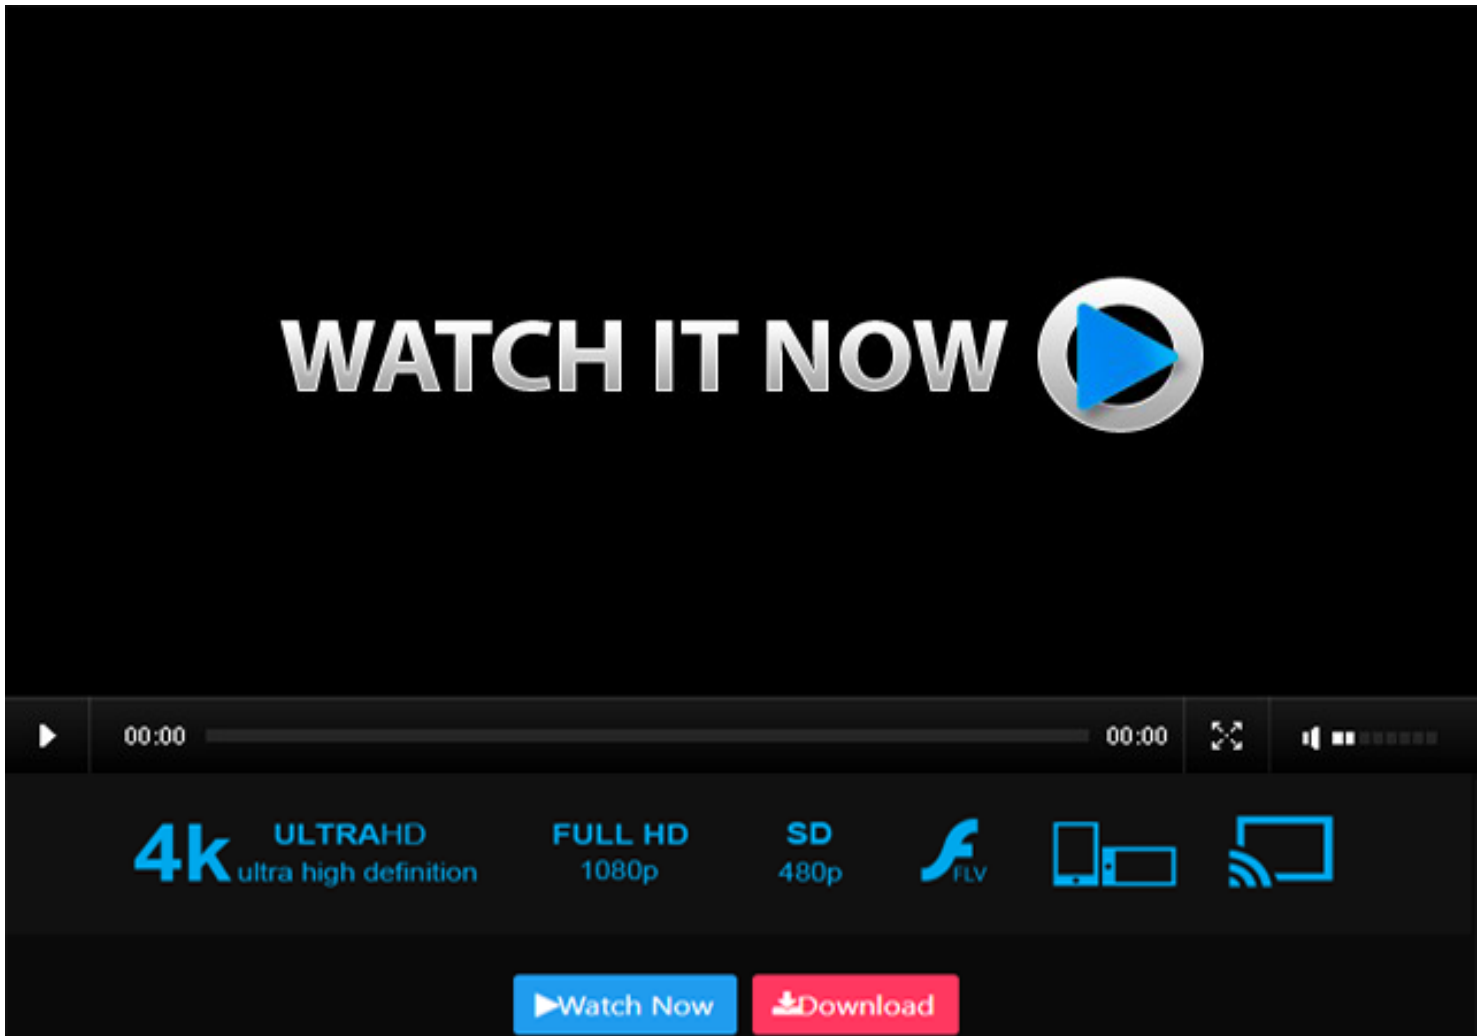 WATCH IT NOW
00:00 00:00
4k ULTRAHD FULL HD SD
ultra high definition 1080p 480p FLV
Watch Now Download